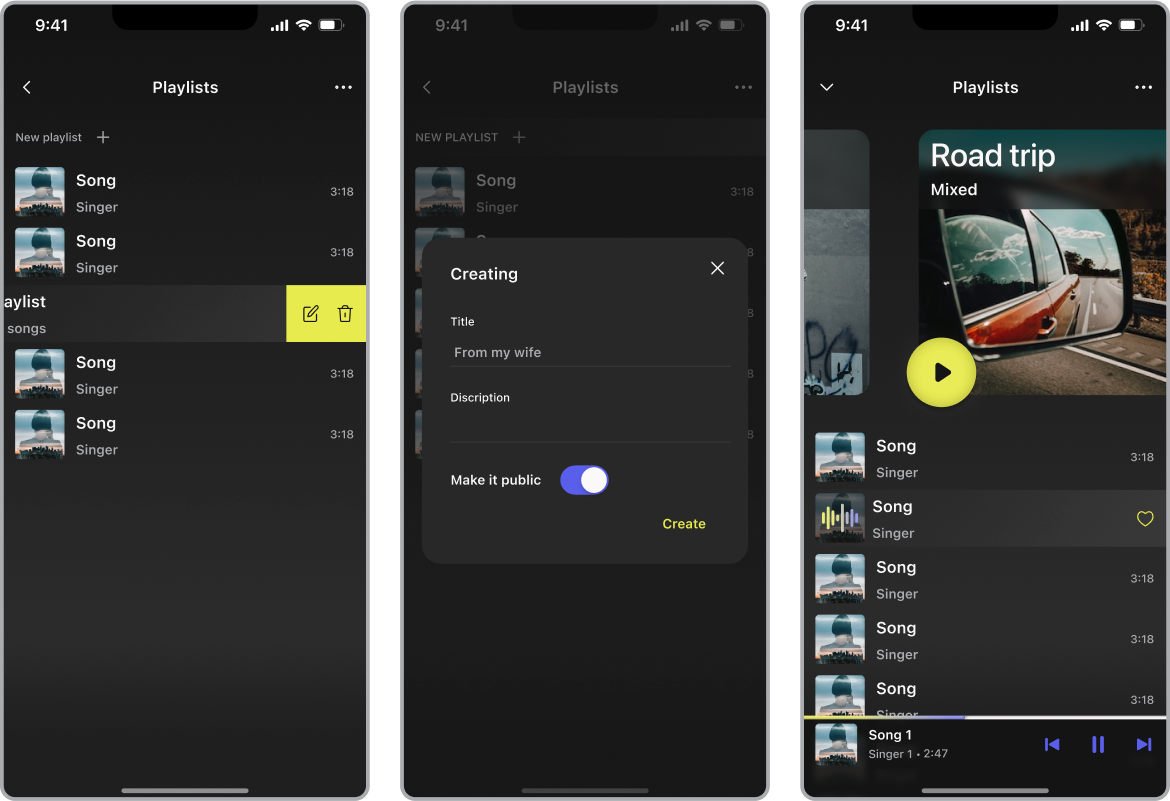 9:41
Playlists
New playlist
Song
Singer
3:18
Song
Singer
3:18
aylist
songs
Song
Singer
3:18
Song
Singer
3:18
9:41
Playlists
NEW PLAYLIST
Song
Singer
3:18
Creating
Title
From my wife
Discription
Make it public
Create
9:41
Playlists
Road trip
Mixed
Song
Singer
3:18
Song
Singer
Song
Singer
3:18
Song
Singer
3:18
Song
Singer
3:18
Song 1
Singer 1 • 2:47